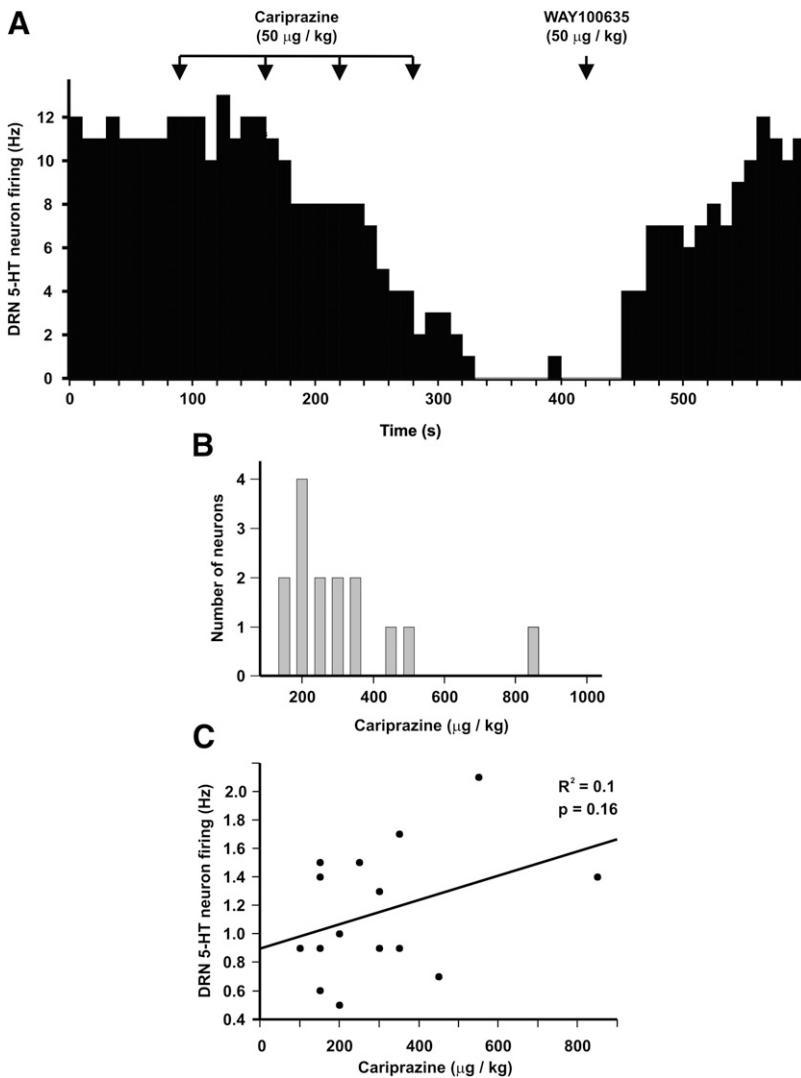 A
Cariprazine
(50 μg / kg)
WAY100635
(50 μg / kg)
DRN 5-HT neuron firing (Hz)
12
10
8
6
4
2
0
0 100 200 300 400 500
Time (s)
B
Number of neurons
4
3
2
1
0
200 400 600 800 1000
Cariprazine (μg / kg)
C
R² = 0.1
p = 0.16
DRN 5-HT neuron firing (Hz)
2.0
1.6
1.4
1.2
1.0
0.8
0.6
0.4
0 200 400 600 800
Cariprazine (μg / kg)